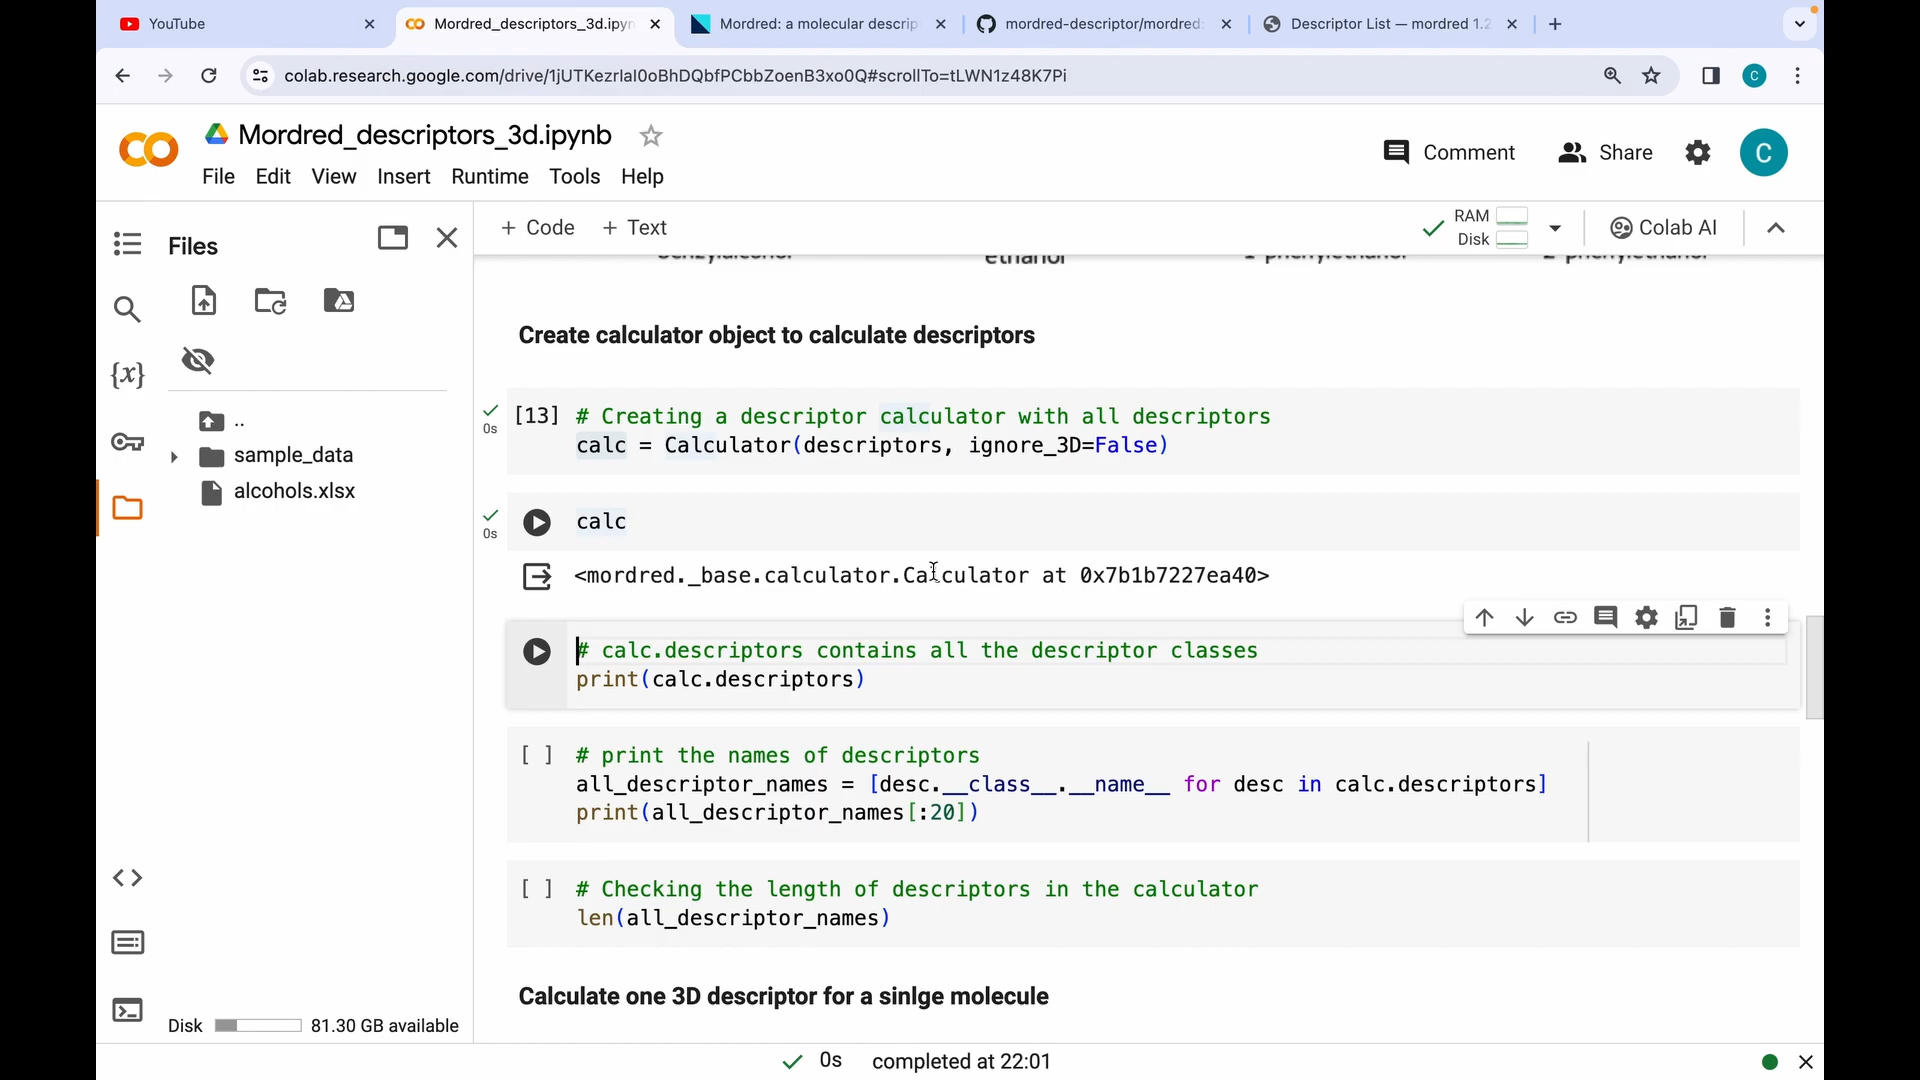 YouTube
Mordred_descriptors_3d.ipyn
Mordred: a molecular descrip
mordred-descriptor/mordred:
Descriptor List — mordred 1.2
colab.research.google.com/drive/1jUTKezrlal0oBhDQbfPCbbZoenB3xo0Q#scrollTo=tLWN1z48K7Pi
C
Mordred_descriptors_3d.ipynb
Comment
Share
C
File Edit View Insert Runtime Tools Help
Files
+ Code + Text
RAM
Disk
Colab AI
benzylalcohol ethanol 1-phenylethanol 2-phenylethanol
..
sample_data
alcohols.xlsx
{x}
Disk 81.30 GB available
Create calculator object to calculate descriptors
0s
[13] # Creating a descriptor calculator with all descriptors
calc = Calculator(descriptors, ignore_3D=False)
0s
calc
<mordred._base.calculator.Calculator at 0x7b1b7227ea40>
# calc.descriptors contains all the descriptor classes
print(calc.descriptors)
[ ] # print the names of descriptors
all_descriptor_names = [desc.__class__.__name__ for desc in calc.descriptors]
print(all_descriptor_names[:20])
[ ] # Checking the length of descriptors in the calculator
len(all_descriptor_names)
Calculate one 3D descriptor for a sinlge molecule
0s completed at 22:01